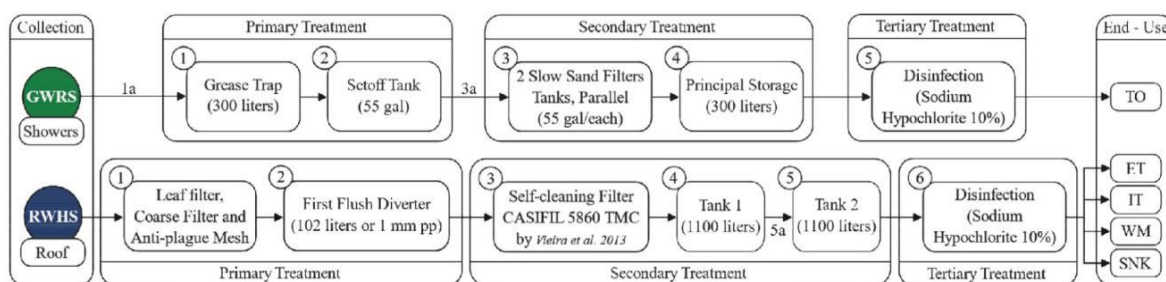 Collection
Primary Treatment
Secondary Treatment
Tertiary Treatment
End - Use
GWRS
Showers
1a
1
Grease Trap
(300 liters)
2
Setoff Tank
(55 gal)
3a
3
2 Slow Sand Filters
Tanks, Parallel
(55 gal/each)
4
Principal Storage
(300 liters)
5
Disinfection
(Sodium
Hypochlorite 10%)
TO
RWHS
Roof
1
Leaf filter,
Coarse Filter and
Anti-plague Mesh
2
First Flush Diverter
(102 liters or 1 mm pp)
3
Self-cleaning Filter
CASIFIL 5860 TMC
by Vieira et al. 2013
4
Tank 1
(1100 liters)
5a
5
Tank 2
(1100 liters)
6
Disinfection
(Sodium
Hypochlorite 10%)
ET
IT
WM
SNK
Primary Treatment
Secondary Treatment
Tertiary Treatment